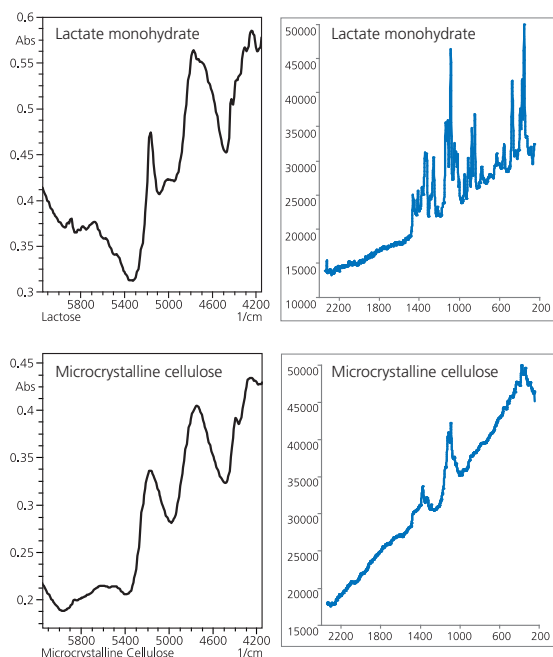 0.6
Abs
Lactate monohydrate
0.55
0.5
0.45
0.4
0.35
0.3
5800 5400 5000 4600 4200
Lactose 1/cm
50000
Lactate monohydrate
45000
40000
35000
30000
25000
20000
15000
10000
2200 1800 1400 1000 600 200
0.45
Abs
Microcrystalline cellulose
0.4
0.35
0.3
0.25
0.2
5800 5400 5000 4600 4200
Microcrystalline Cellulose 1/cm
50000
Microcrystalline cellulose
45000
40000
35000
30000
25000
20000
15000
2200 1800 1400 1000 600 200